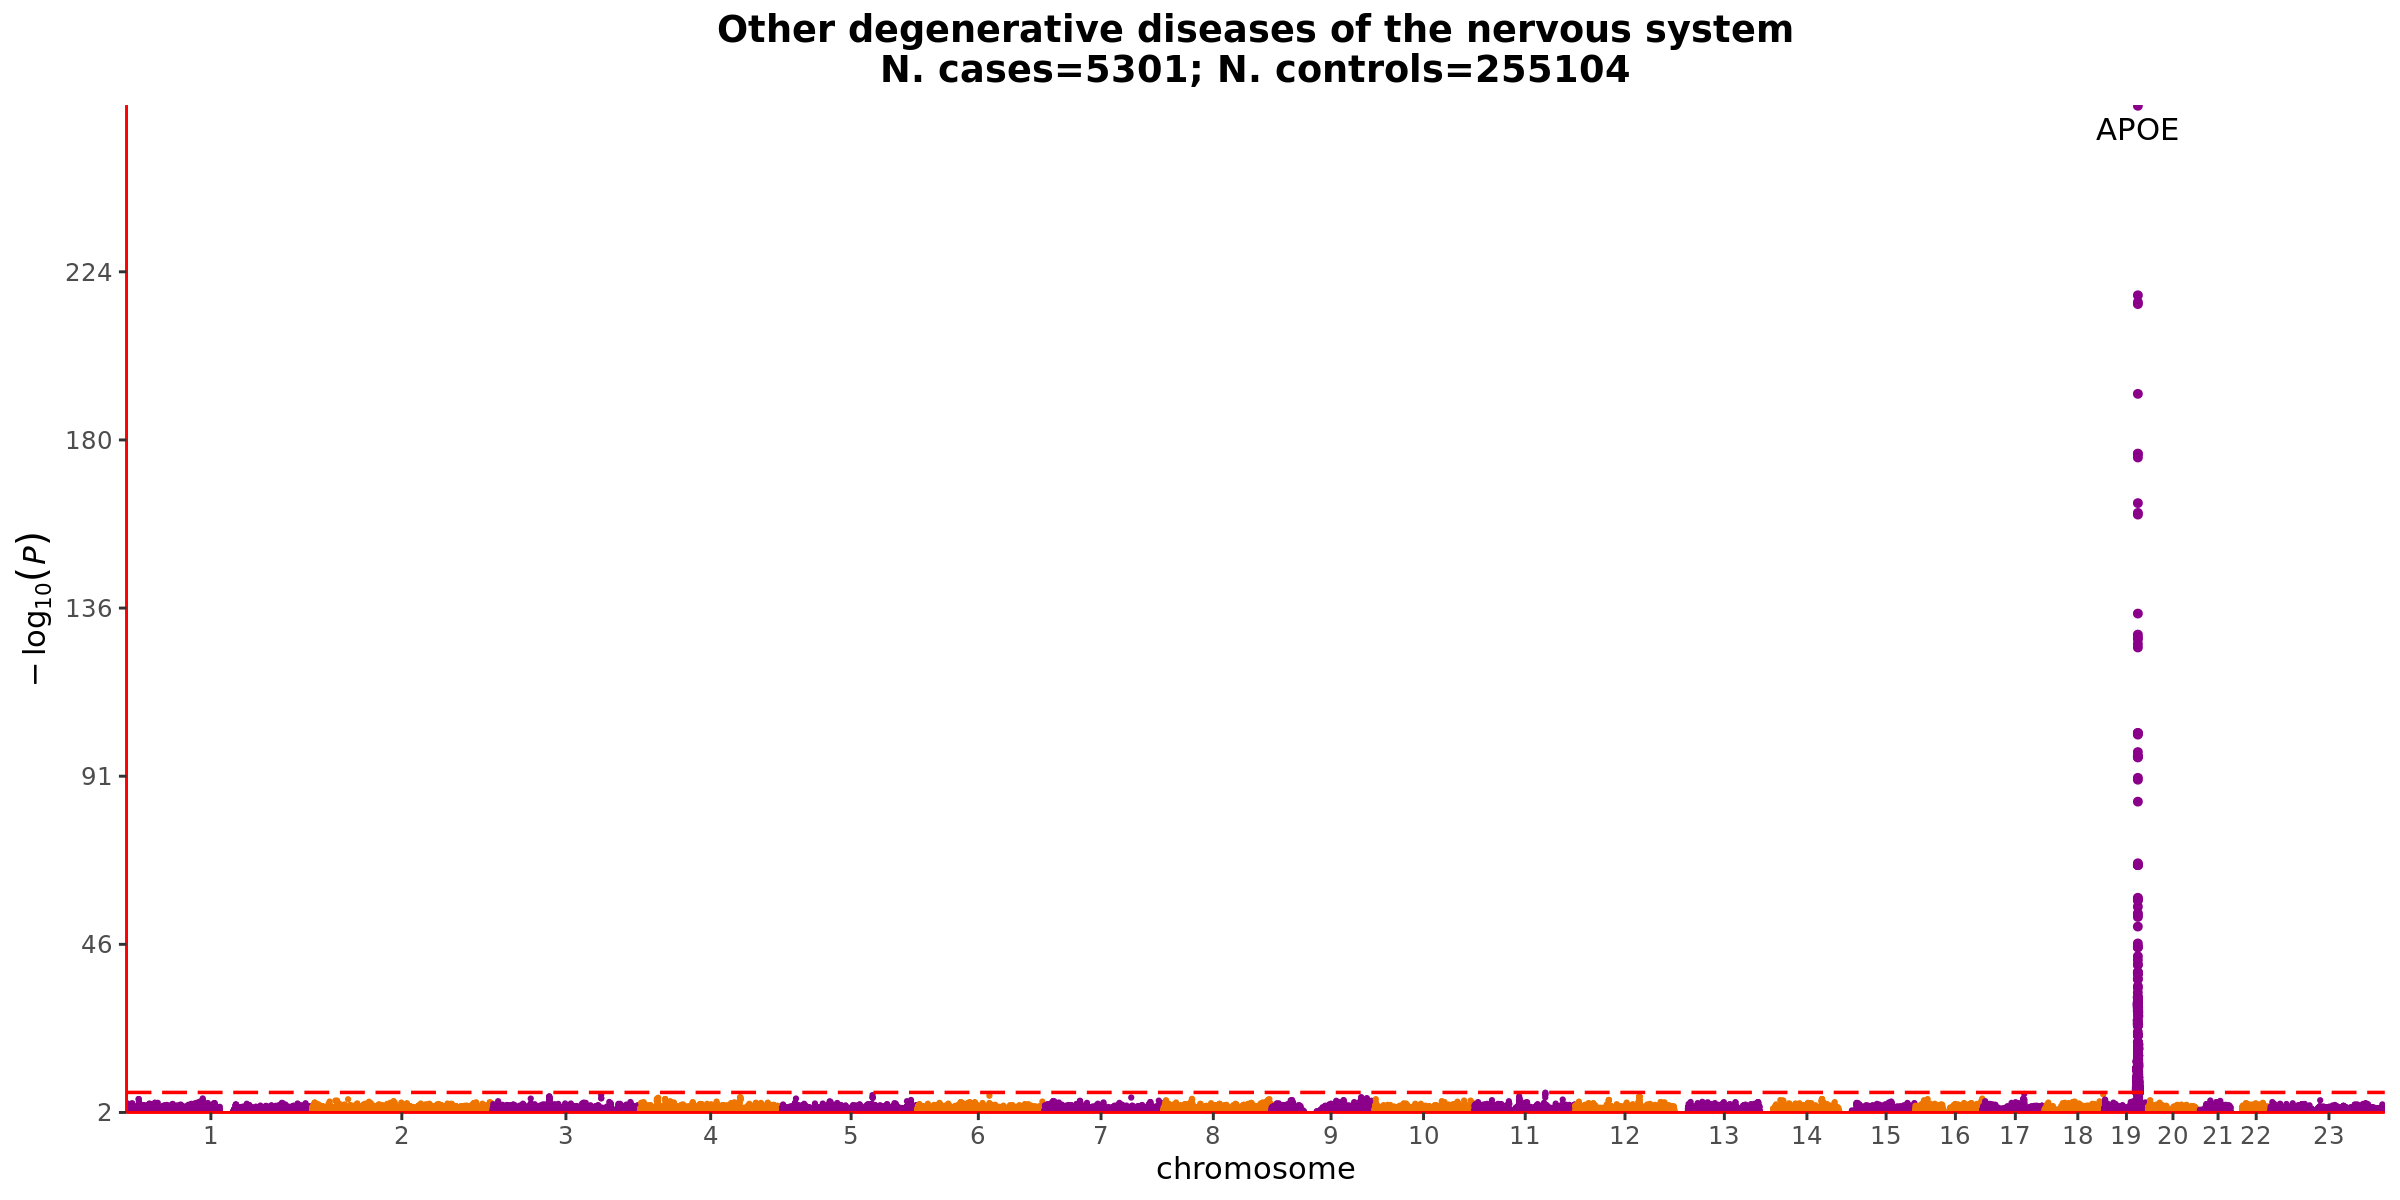 Other degenerative diseases of the nervous system
N. cases=5301; N. controls=255104
APOE
224
180
136
91
46
2
−log10(P)
1 2 3 4 5 6 7 8 9 10 11 12 13 14 15 16 17 18 19 20 21 22 23
chromosome